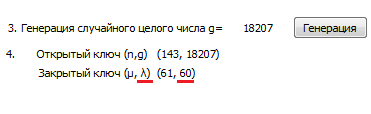 3. Генерация случайного целого числа g= 18207 Генерация
4. Открытый ключ (n,g) (143, 18207)
Закрытый ключ (μ, λ) (61, 60)